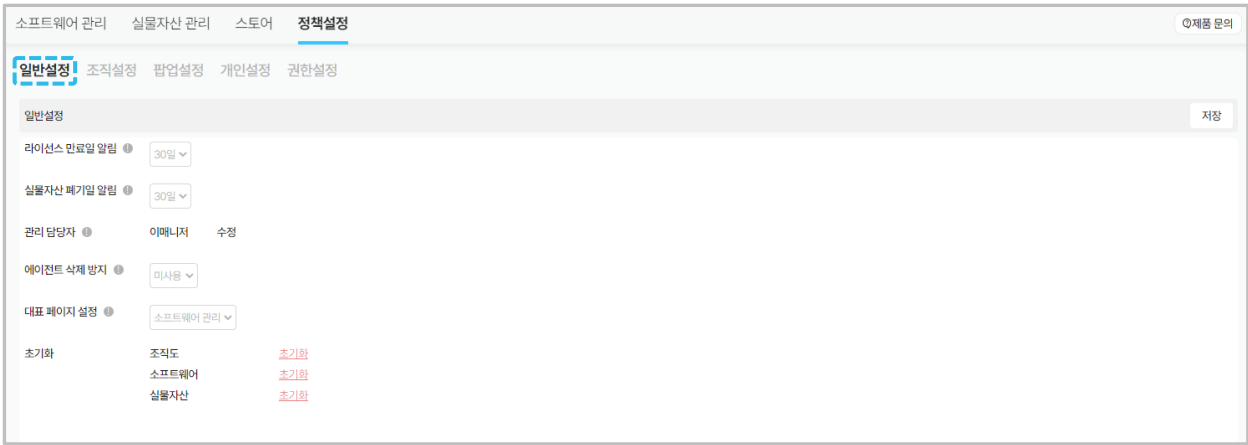 소프트웨어 관리 실물자산 관리 스토어 정책설정 제품 문의
일반설정 조직설정 팝업설정 개인설정 권한설정
일반설정 저장
라이선스 만료일 알림 30일
실물자산 폐기일 알림 30일
관리 담당자 이매니저 수정
에이전트 삭제 방지 미사용
대표 페이지 설정 소프트웨어 관리
초기화 조직도 초기화
소프트웨어 초기화
실물자산 초기화